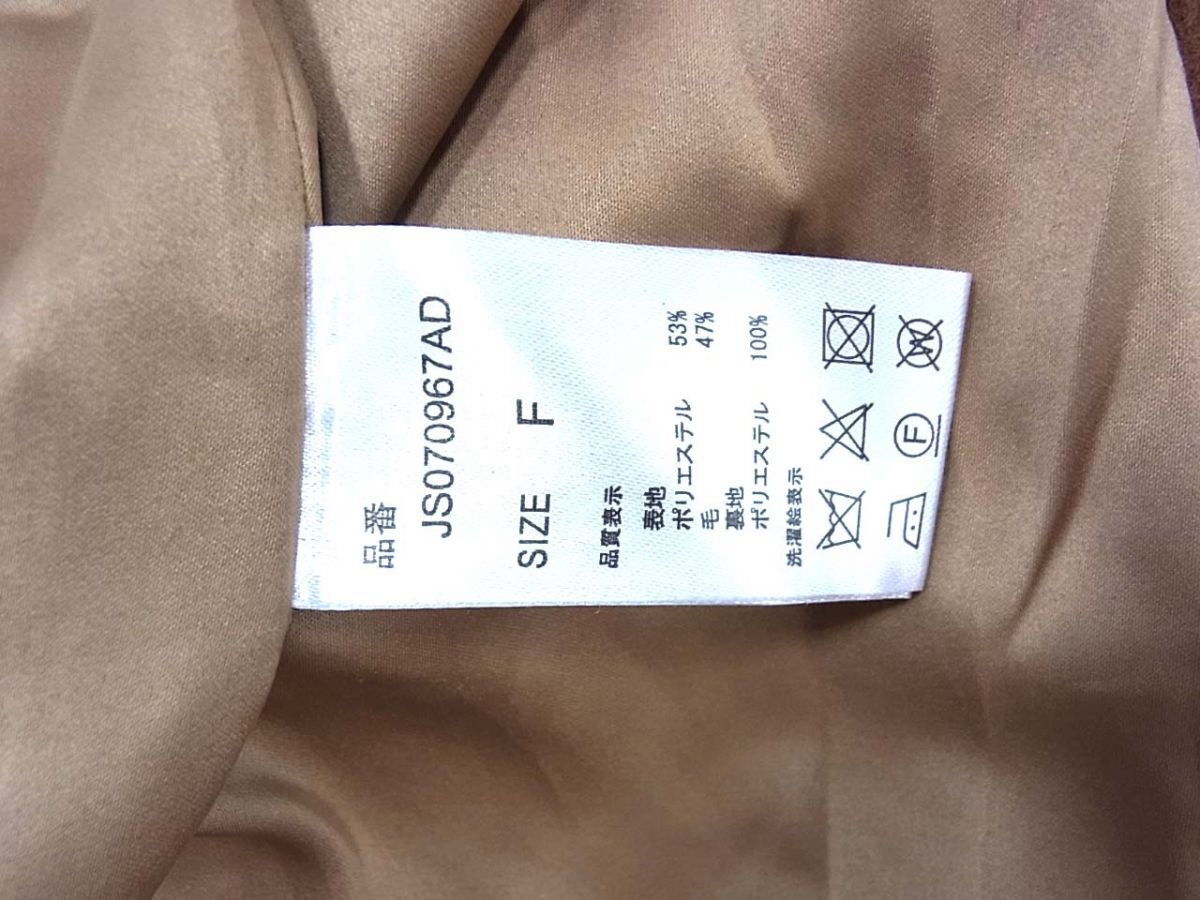 品番
JS070967AD
SIZE F
品質表示
表地
ポリエステル 53%
毛 47%
裏地
ポリエステル 100%
洗濯絵表示
W
F